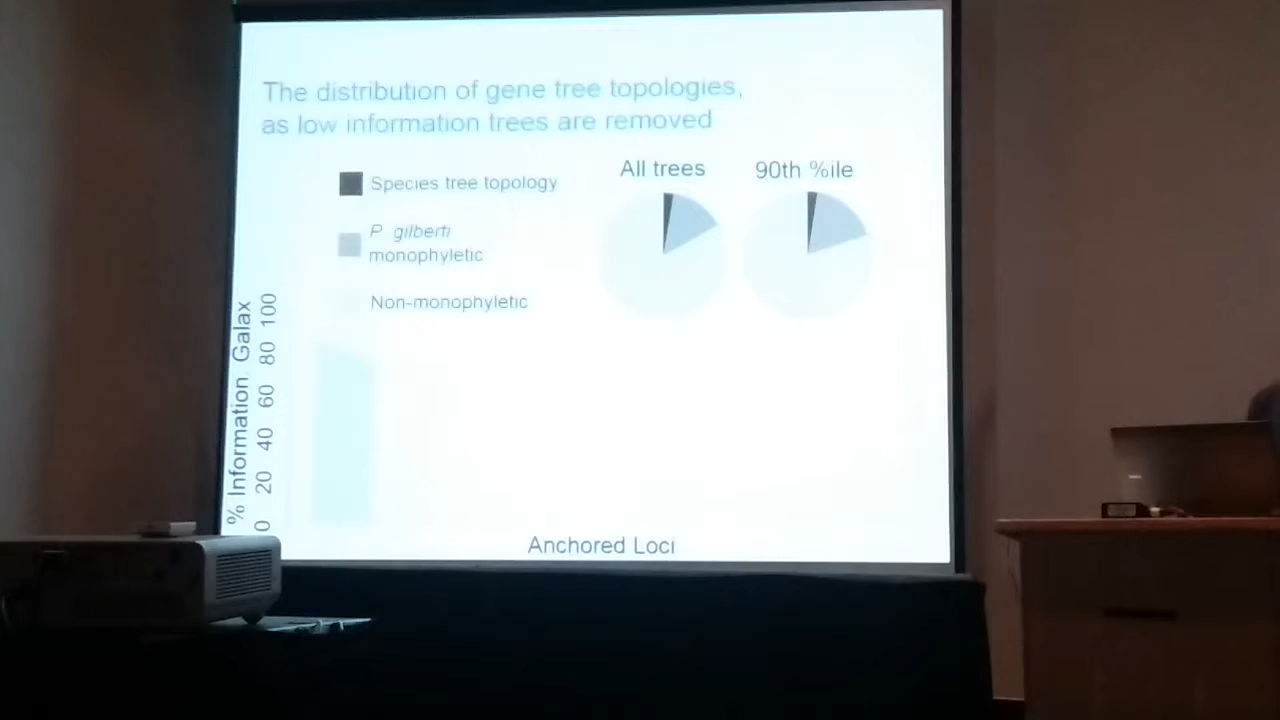 The distribution of gene tree topologies,
as low information trees are removed
All trees
90th %ile
Species tree topology
P gilberti
monophyletic
Non-monophyletic
% Information Galax
0 20 40 60 80 100
Anchored Loci